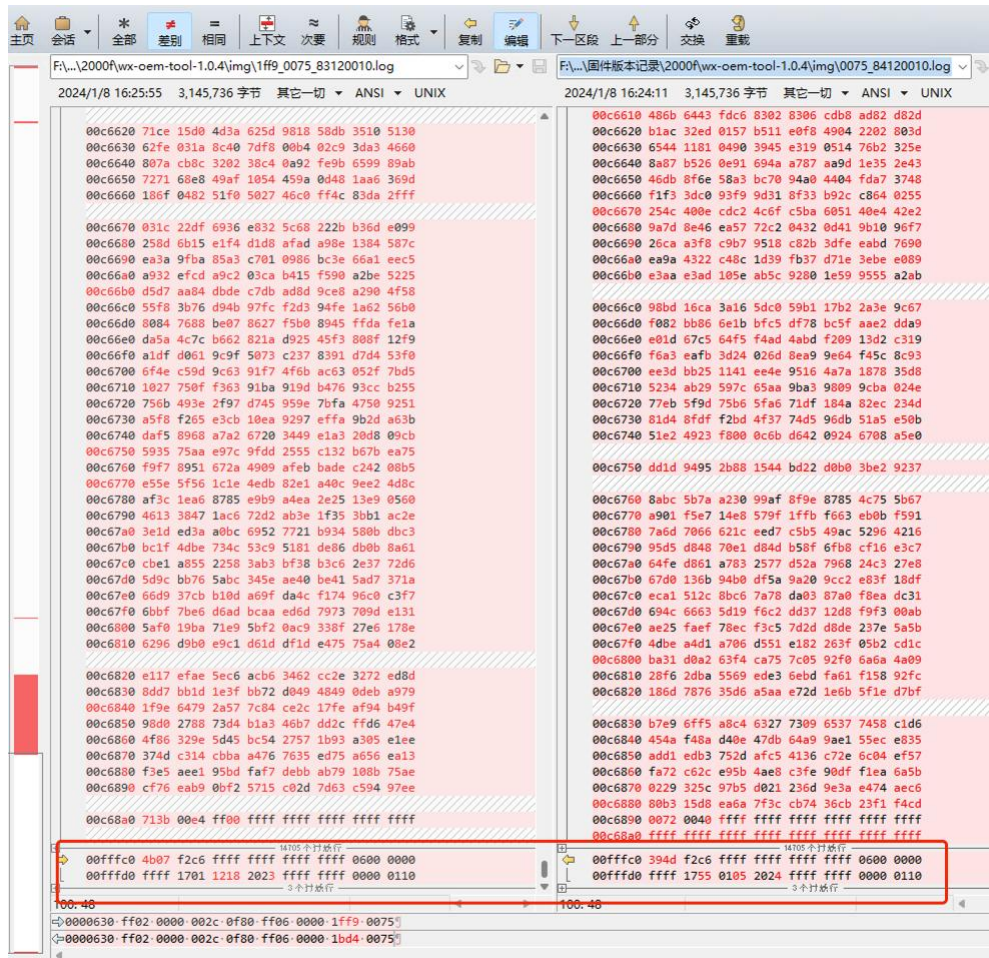 主页 会话 全部 差别 相同 上下文 次要 规则 格式 复制 编辑 下一区段 上一部分 交换 重载
F:\...\2000f\wx-oem-tool-1.0.4\img\1ff9_0075_83120010.log
2024/1/8 16:25:55 3,145,736 字节 其它一切 ANSI UNIX
00c6620 71ce 15d0 4d3a 625d 9818 58db 3510 5130
00c6630 62fe 031a 8c40 7df8 00b4 02c9 3da3 4660
00c6640 807a cb8c 3202 38c4 0a92 fe9b 6599 89ab
00c6650 7271 68e8 49af 1054 459a 0d48 1aa6 369d
00c6660 186f 0482 51f0 5027 46c0 ff4c 83da 2fff
00c6670 031c 22df 6936 e832 5c68 222b b36d e099
00c6680 258d 6b15 e1f4 d1d8 afad a98e 1384 587c
00c6690 ea3a 9fba 85a3 c701 0986 bc3e 66a1 eec5
00c66a0 a932 efcd a9c2 03ca b415 f590 a2be 5225
00c66b0 d5d7 aa84 dbde c7db ad8d 9ce8 a290 4f58
00c66c0 55f8 3b76 d94b 97fc f2d3 94fe 1a62 56b0
00c66d0 8084 7688 be07 8627 f5b0 8945 ffda fe1a
00c66e0 da5a 4c7c b662 821a d925 45f3 808f 12f9
00c66f0 a1df d061 9c9f 5073 c237 8391 d7d4 53f0
00c6700 6f4e c59d 9c63 91f7 4f6b ac63 052f 7bd5
00c6710 1027 750f f363 91ba 919d b476 93cc b255
00c6720 756b 493e 2f97 d745 959e 7bfa 4750 9251
00c6730 a5f8 f265 e3cb 10ea 9297 effa 9b2d a63b
00c6740 daf5 8968 a7a2 6720 3449 e1a3 20d8 09cb
00c6750 5935 75aa e97c 9fdd 2555 c132 b67b ea75
00c6760 f9f7 8951 672a 4909 afeb bade c242 08b5
00c6770 e55e 5f56 1c1e 4edb 82e1 a40c 9ee2 4d8c
00c6780 af3c 1ea6 8785 e9b9 a4ea 2e25 13e9 0560
00c6790 4613 3847 1ac6 72d2 ab3e 1f35 3bb1 ac2e
00c67a0 3e1d ed3a a0bc 6952 7721 b934 580b dbc3
00c67b0 bc1f 4dbe 734c 53c9 5181 de86 db0b 8a61
00c67c0 cbe1 a855 2258 3ab3 bf38 b3c6 2e37 72d6
00c67d0 5d9c bb76 5abc 345e ae40 be41 5ad7 371a
00c67e0 66d9 37cb b10d a69f da4c f174 96c0 c3f7
00c67f0 6bbf 7be6 d6ad bcaa ed6d 7973 709d e131
00c6800 5af0 19ba 71e9 5bf2 0ac9 338f 27e6 178e
00c6810 6296 d9b0 e9c1 d61d df1d e475 75a4 08e2
00c6820 e117 efae 5ec6 acb6 3462 cc2e 3272 ed8d
00c6830 8dd7 bb1d 1e3f bb72 d049 4849 0deb a979
00c6840 1f9e 6479 2a57 7c84 ce2c 17fe af94 b49f
00c6850 98d0 2788 73d4 b1a3 46b7 dd2c ffd6 47e4
00c6860 4f86 329e 5d45 bc54 2757 1b93 a305 e1ee
00c6870 374d c314 cbba a476 7635 ed75 a656 ea13
00c6880 f3e5 aee1 95bd faf7 debb ab79 108b 75ae
00c6890 cf76 eab9 0bf2 5715 c02d 7d63 c594 97ee
00c68a0 713b 00e4 ff00 ffff ffff ffff ffff ffff
14705 个过滤行
00fffc0 4b07 f2c6 ffff ffff ffff ffff 0600 0000
00fffd0 ffff 1701 1218 2023 ffff ffff 0000 0110
3 个过滤行
100: 48
F:\...\固件版本记录\2000f\wx-oem-tool-1.0.4\img\0075_84120010.log
2024/1/8 16:24:11 3,145,736 字节 其它一切 ANSI UNIX
00c6610 486b 6443 fdc6 8302 8306 cdb8 ad82 d82d
00c6620 b1ac 32ed 0157 b511 e0f8 4904 2202 803d
00c6630 6544 1181 0490 3945 e319 0514 76b2 325e
00c6640 8a87 b526 0e91 694a a787 aa9d 1e35 2e43
00c6650 46db 8f6e 58a3 bc70 94a0 4404 fda7 3748
00c6660 f1f3 3dc0 93f9 9d31 8f33 b92c c864 0255
00c6670 254c 400e cdc2 4c6f c5ba 6051 40e4 42e2
00c6680 9a7d 8e46 ea57 72c2 0432 0d41 9b10 96f7
00c6690 26ca a3f8 c9b7 9518 c82b 3dfe eabd 7690
00c66a0 ea9a 4322 c48c 1d39 fb37 d71e 3ebe e089
00c66b0 e3aa e3ad 105e ab5c 9280 1e59 9555 a2ab
00c66c0 98bd 16ca 3a16 5dc0 59b1 17b2 2a3e 9c67
00c66d0 f082 bb86 6e1b bfc5 df78 bc5f aae2 dda9
00c66e0 e01d 67c5 64f5 f4ad 4abd f209 13d2 c319
00c66f0 f6a3 eafb 3d24 026d 8ea9 9e64 f45c 8c93
00c6700 ee3d bb25 1141 ee4e 9516 4a7a 1878 35d8
00c6710 5234 ab29 597c 65aa 9ba3 9809 9cba 024e
00c6720 77eb 5f9d 75b6 5fa6 71df 184a 82ec 234d
00c6730 81d4 8fdf f2bd 4f37 74d5 96db 51a5 e50b
00c6740 51e2 4923 f800 0c6b d642 0924 6708 a5e0
00c6750 dd1d 9495 2b88 1544 bd22 d0b0 3be2 9237
00c6760 8abc 5b7a a230 99af 8f9e 8785 4c75 5b67
00c6770 a901 f5e7 14e8 579f 1ffb f663 eb0b f591
00c6780 7a6d 7066 621c eed7 c5b5 49ac 5296 4216
00c6790 95d5 d848 70e1 d84d b58f 6fb8 cf16 e3c7
00c67a0 64fe d861 a783 2577 d52a 7968 24c3 27e8
00c67b0 67d0 136b 94b0 df5a 9a20 9cc2 e83f 18df
00c67c0 eca1 512c 8bc6 7a78 da03 87a0 f8ea dc31
00c67d0 694c 6663 5d19 f6c2 dd37 12d8 f9f3 00ab
00c67e0 ae25 faef 78ec f3c5 7d2d d8de 237e 5a5b
00c67f0 4dbe a4d1 a706 d551 e182 263f 05b2 cd1c
00c6800 ba31 d0a2 63f4 ca75 7c05 92f0 6a6a 4a09
00c6810 28f6 2dba 5569 ede3 6ebd fa61 f158 92fc
00c6820 186d 7876 35d6 a5aa e72d 1e6b 5f1e d7bf
00c6830 b7e9 6ff5 a8c4 6327 7309 6537 7458 c1d6
00c6840 454a f48a d40e 47db 64a9 9ae1 55ec e835
00c6850 add1 edb3 752d afc5 4136 c72e 6c04 ef57
00c6860 fa72 c62c e95b 4ae8 c3fe 90df f1ea 6a5b
00c6870 0229 325c 97b5 d021 236d 9e3a e474 aec6
00c6880 80b3 15d8 ea6a 7f3c cb74 36cb 23f1 f4cd
00c6890 0072 0040 ffff ffff ffff ffff ffff ffff
00c68a0 ffff ffff ffff ffff ffff ffff ffff ffff
14705 个过滤行
00fffc0 394d f2c6 ffff ffff ffff ffff 0600 0000
00fffd0 ffff 1755 0105 2024 ffff ffff 0000 0110
3 个过滤行
100: 48
0000630·ff02·0000·002c·0f80·ff06·0000·1ff9·0075¶
0000630·ff02·0000·002c·0f80·ff06·0000·1bd4·0075¶